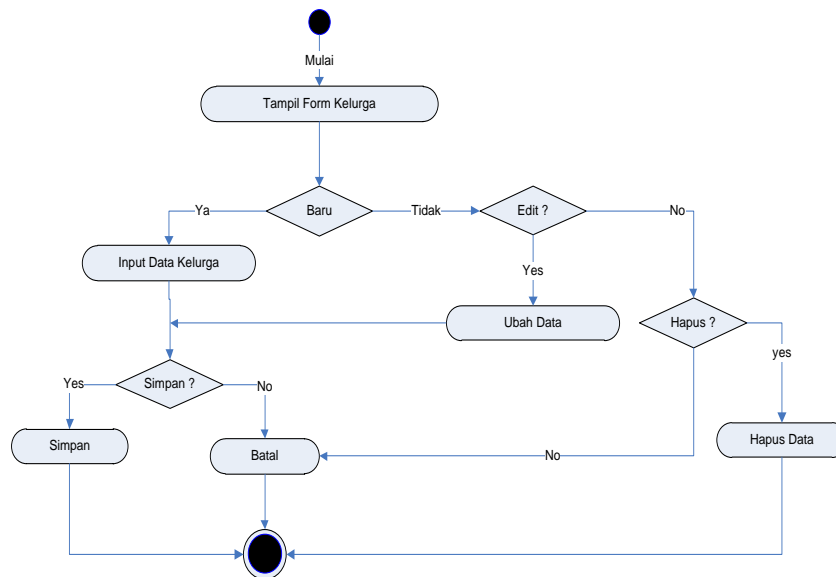 Mulai
Tampil Form Kelurga
Ya
Baru
Tidak
Edit ?
No
Input Data Kelurga
Yes
Ubah Data
Hapus ?
yes
Yes
Simpan ?
No
Simpan
Batal
No
Hapus Data